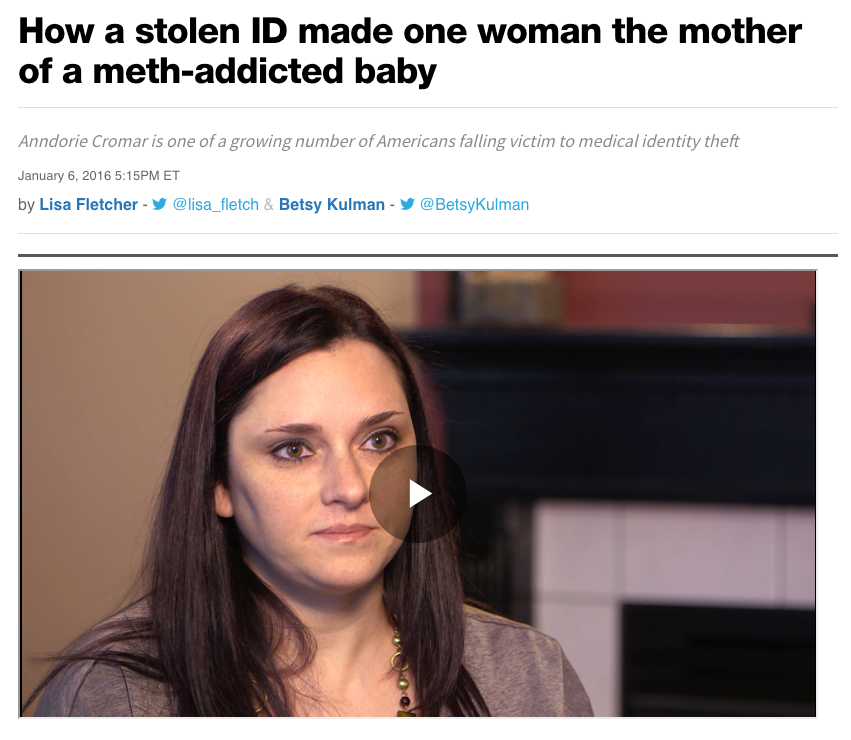 How a stolen ID made one woman the mother
of a meth-addicted baby
Anndorie Cromar is one of a growing number of Americans falling victim to medical identity theft
January 6, 2016 5:15PM ET
by Lisa Fletcher - @lisa_fletch & Betsy Kulman - @BetsyKulman